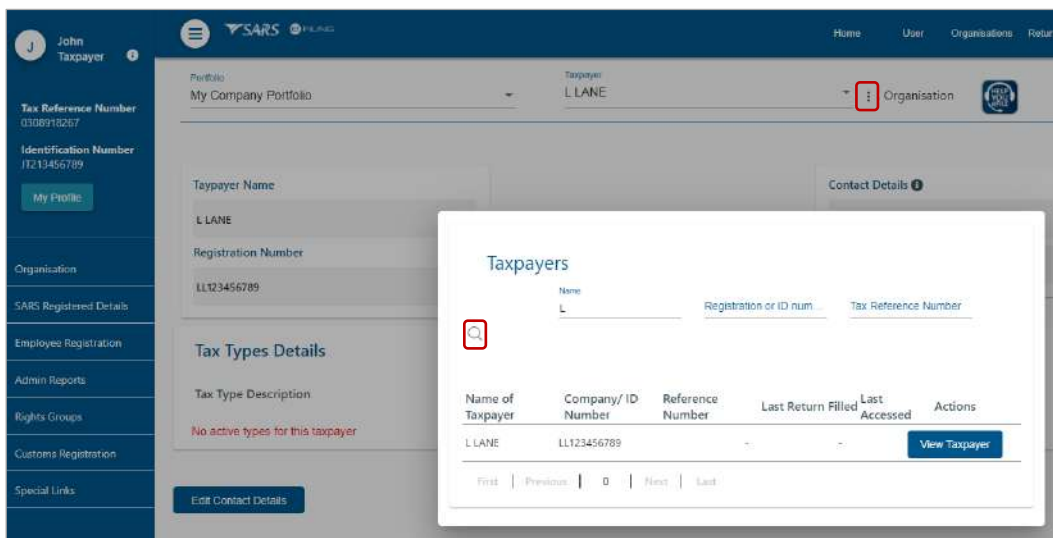 J
John
Taxpayer
Tax Reference Number
0308918267
Identification Number
JT213456789
My Profile
Organisation
SARS Registered Details
Employee Registration
Admin Reports
Rights Groups
Customs Registration
Special Links
SARS eFILING
Home User Organisations Retur
Portfolio
My Company Portfolio
Taxpayer
L LANE
Organisation
HELP YOU
Taypayer Name
L LANE
Registration Number
LL123456789
Contact Details
Tax Types Details
Tax Type Description
No active types for this taxpayer
Edit Contact Details
Taxpayers
Name
L
Registration or ID num...
Tax Reference Number
Name of Taxpayer Company/ ID Number Reference Number Last Return Filled Last Accessed Actions
L LANE LL123456789 - - View Taxpayer
First | Previous | 0 | Next | Last